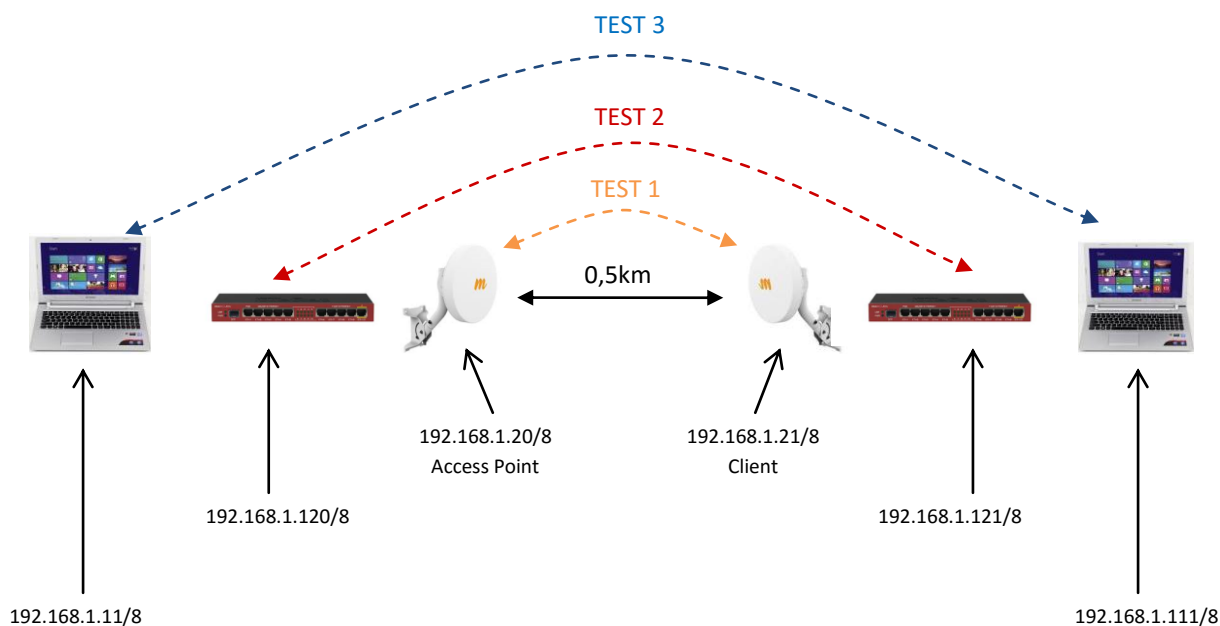 TEST 3
TEST 2
TEST 1
0,5km
192.168.1.20/8
Access Point
192.168.1.21/8
Client
192.168.1.120/8
192.168.1.121/8
192.168.1.11/8
192.168.1.111/8